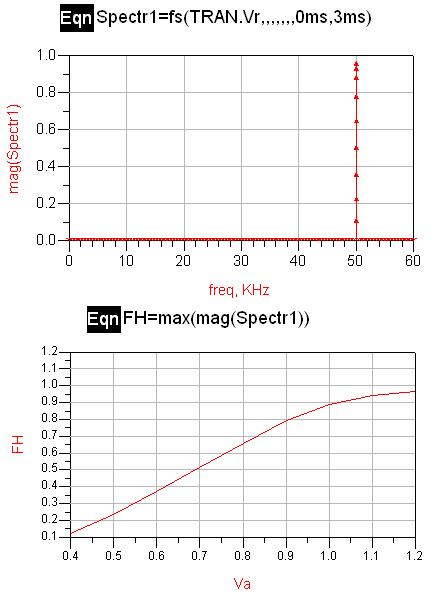 Eqn Spectr1=fs(TRAN.Vr,,,,,,0ms,3ms)
1.0
0.8
0.6
0.4
0.2
0.0
mag(Spectr1)
0 10 20 30 40 50 60
freq, KHz
Eqn FH=max(mag(Spectr1))
1.2
1.1
1.0
0.9
0.8
0.7
0.6
0.5
0.4
0.3
0.2
0.1
FH
0.4 0.5 0.6 0.7 0.8 0.9 1.0 1.1 1.2
Va